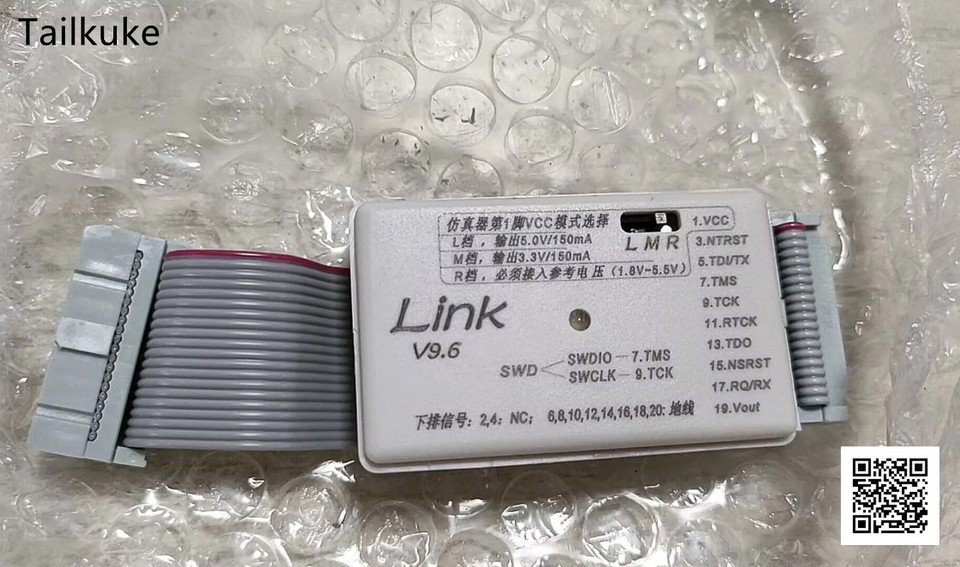 Tailkuke
仿真器第1脚VCC模式选择
L档，输出5.0V/150mA
M档，输出3.3V/150mA
R档，必须接入参考电压（1.8V-5.5V）
L M R
1.VCC
3.NTRST
5.TDI/TX
7.TMS
9.TCK
11.RTCK
13.TDO
15.NSRST
17.RQ/RX
19.Vout
Link
V9.6
SWD
SWDIO－7.TMS
SWCLK－9.TCK
下排信号：2,4：NC； 6,8,10,12,14,16,18,20: 地线